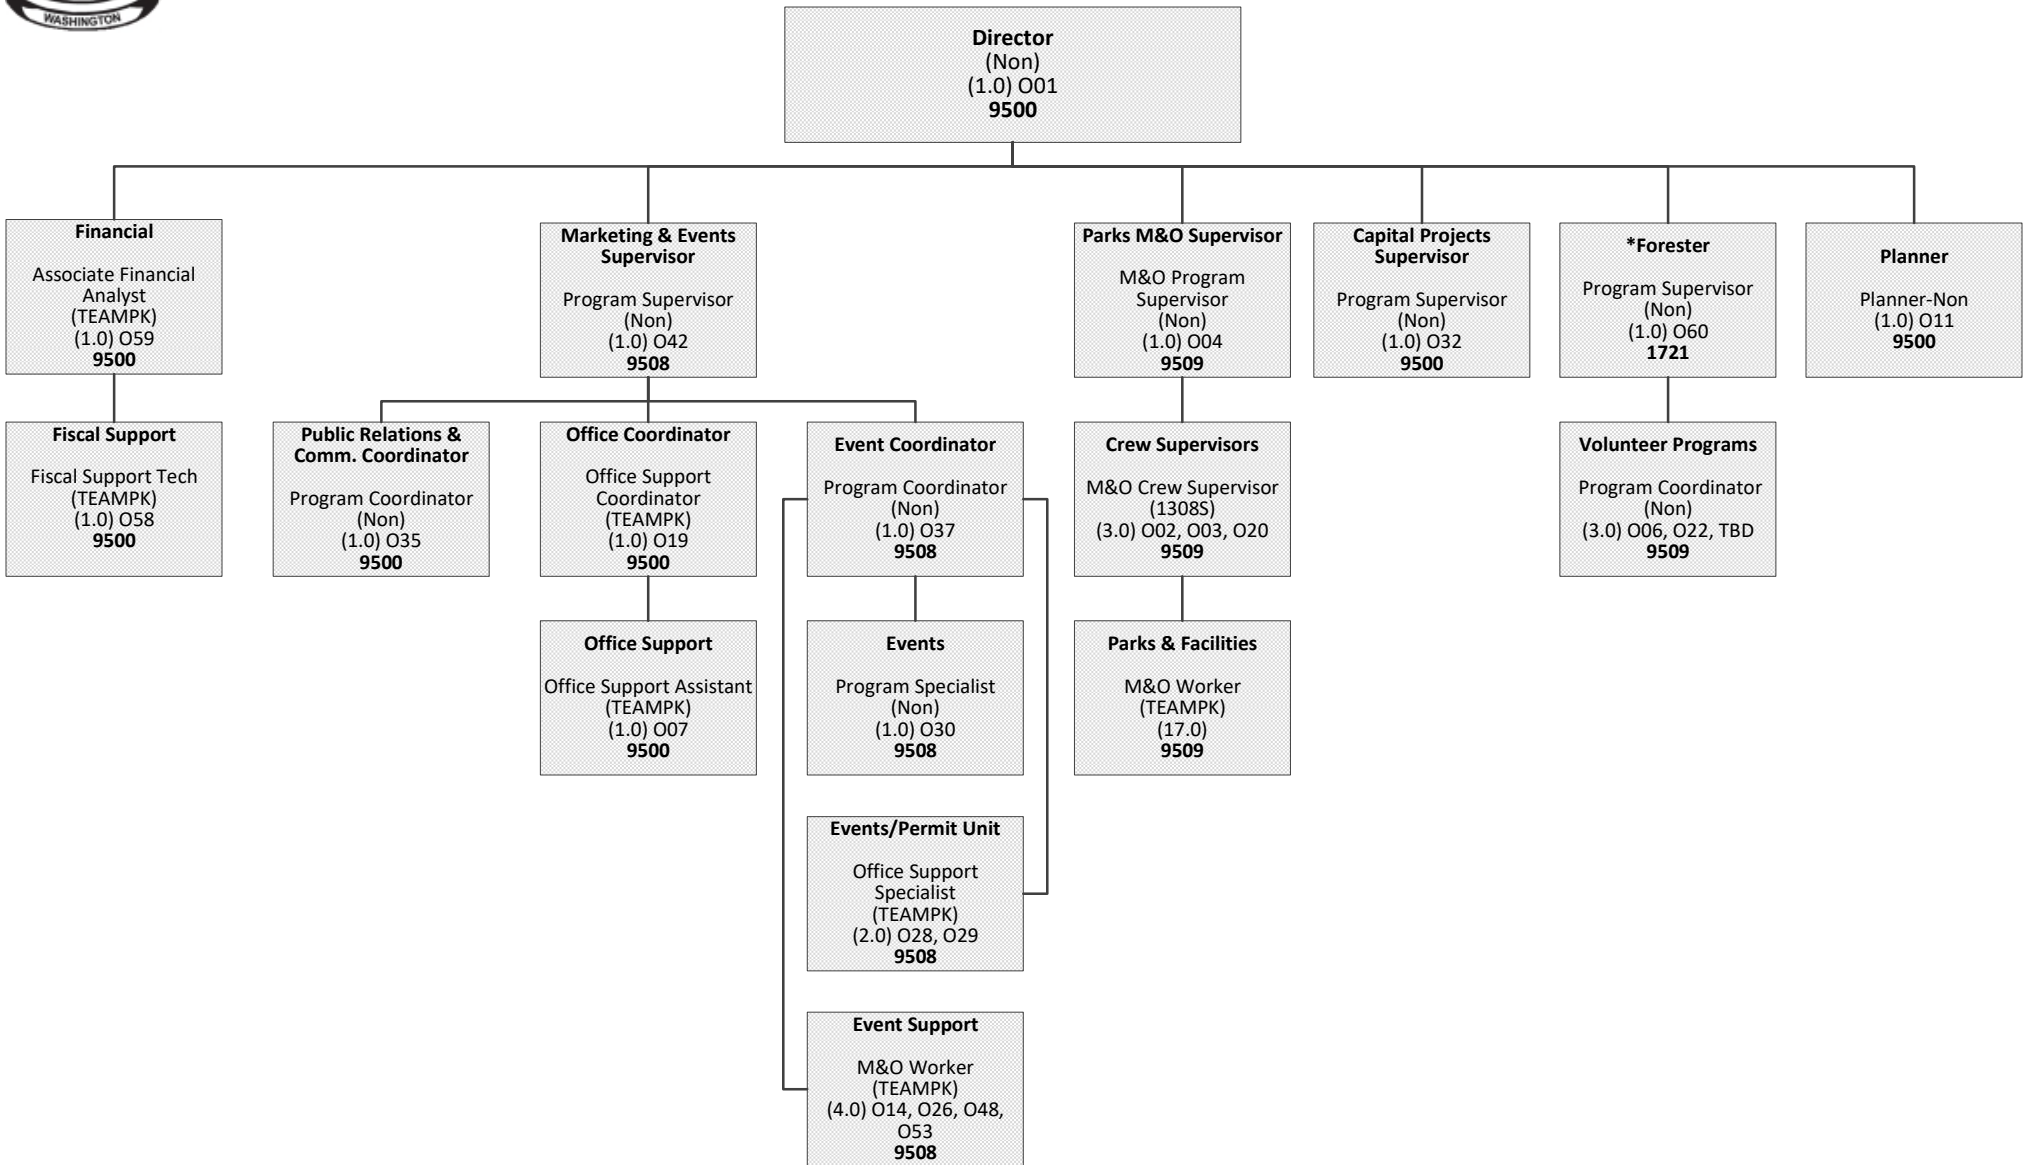 WASHINGTON
Director
(Non)
(1.0) O01
9500
Financial
Associate Financial
Analyst
(TEAMPK)
(1.0) O59
9500
Marketing & Events
Supervisor
Program Supervisor
(Non)
(1.0) O42
9508
Parks M&O Supervisor
M&O Program
Supervisor
(Non)
(1.0) O04
9509
Capital Projects
Supervisor
Program Supervisor
(Non)
(1.0) O32
9500
*Forester
Program Supervisor
(Non)
(1.0) O60
1721
Planner
Planner-Non
(1.0) O11
9500
Fiscal Support
Fiscal Support Tech
(TEAMPK)
(1.0) O58
9500
Public Relations &
Comm. Coordinator
Program Coordinator
(Non)
(1.0) O35
9500
Office Coordinator
Office Support
Coordinator
(TEAMPK)
(1.0) O19
9500
Event Coordinator
Program Coordinator
(Non)
(1.0) O37
9508
Crew Supervisors
M&O Crew Supervisor
(1308S)
(3.0) O02, O03, O20
9509
Volunteer Programs
Program Coordinator
(Non)
(3.0) O06, O22, TBD
9509
Office Support
Office Support Assistant
(TEAMPK)
(1.0) O07
9500
Events
Program Specialist
(Non)
(1.0) O30
9508
Parks & Facilities
M&O Worker
(TEAMPK)
(17.0)
9509
Events/Permit Unit
Office Support
Specialist
(TEAMPK)
(2.0) O28, O29
9508
Event Support
M&O Worker
(TEAMPK)
(4.0) O14, O26, O48,
O53
9508